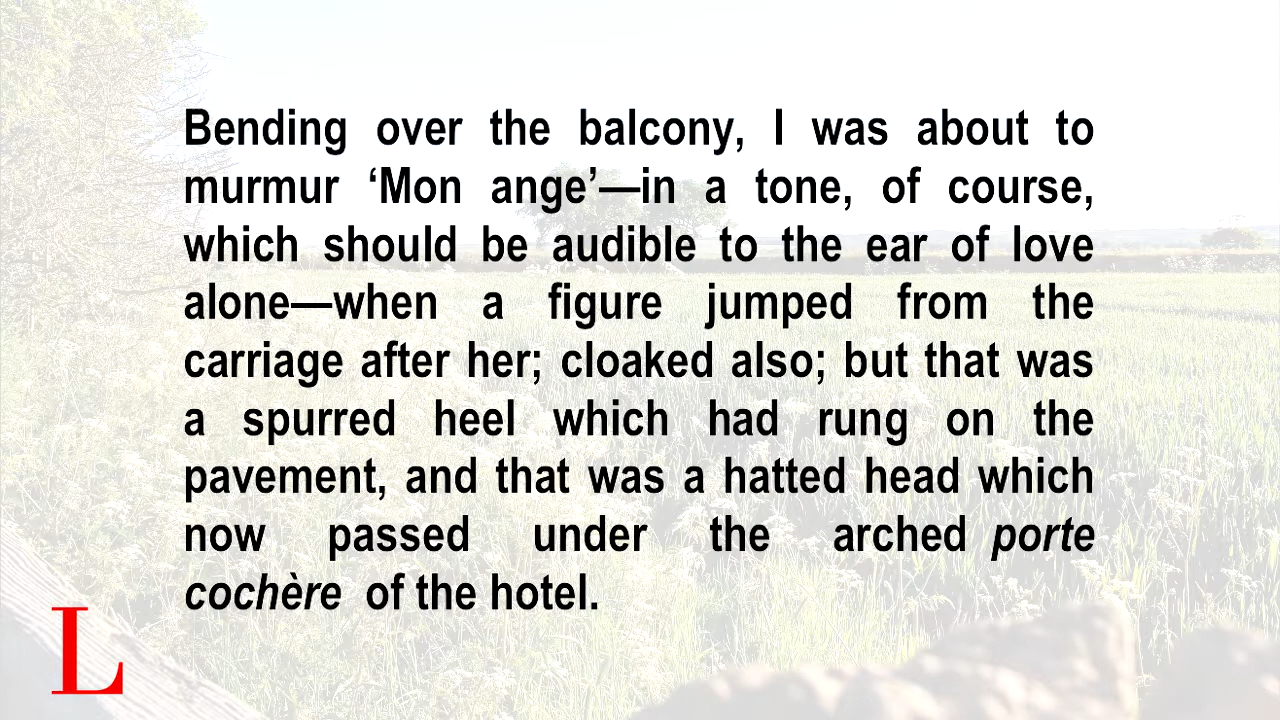 Bending over the balcony, I was about to
murmur ‘Mon ange’—in a tone, of course,
which should be audible to the ear of love
alone—when a figure jumped from the
carriage after her; cloaked also; but that was
a spurred heel which had rung on the
pavement, and that was a hatted head which
now passed under the arched porte
cochère of the hotel.
L